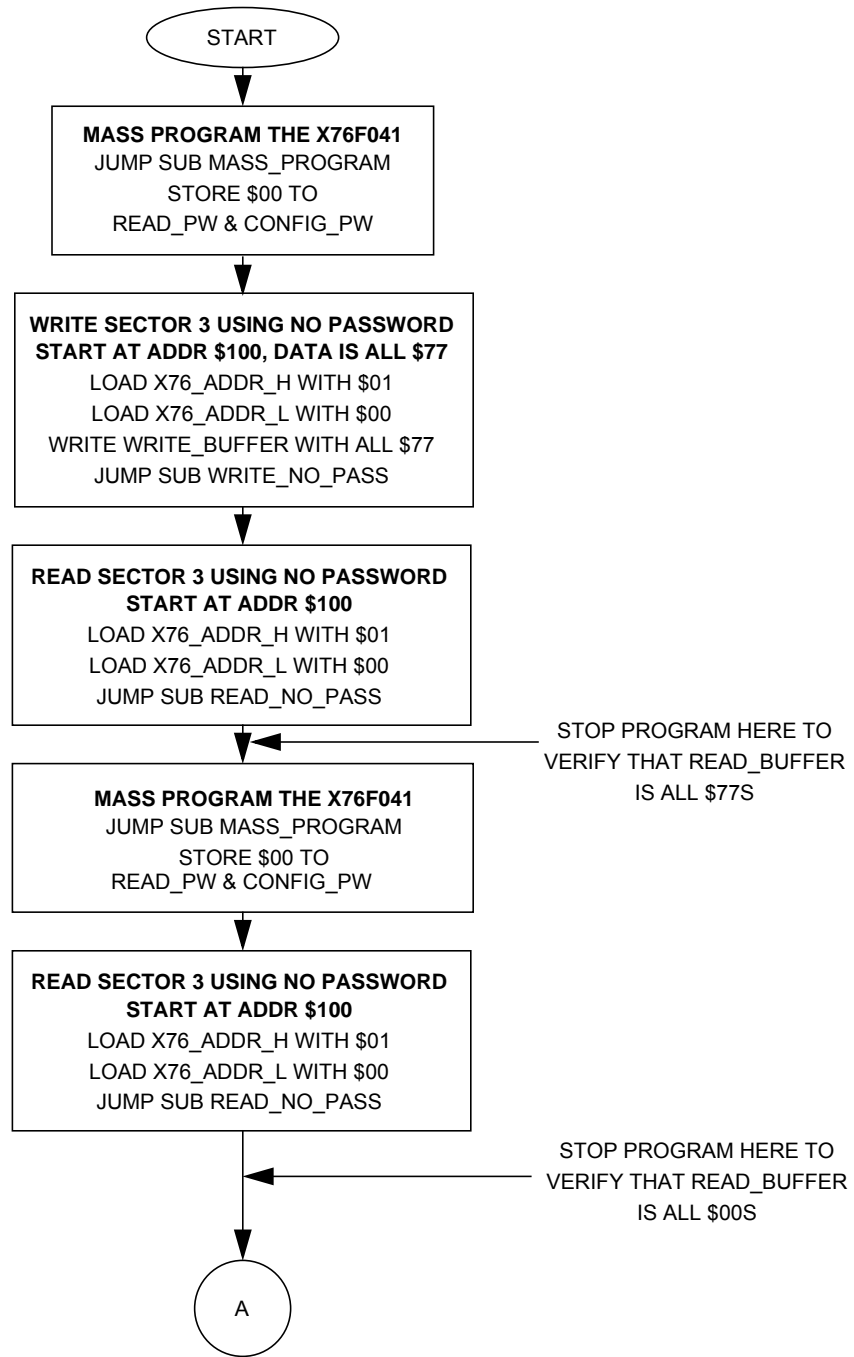 START
MASS PROGRAM THE X76F041
JUMP SUB MASS_PROGRAM
STORE $00 TO
READ_PW & CONFIG_PW
WRITE SECTOR 3 USING NO PASSWORD
START AT ADDR $100, DATA IS ALL $77
LOAD X76_ADDR_H WITH $01
LOAD X76_ADDR_L WITH $00
WRITE WRITE_BUFFER WITH ALL $77
JUMP SUB WRITE_NO_PASS
READ SECTOR 3 USING NO PASSWORD
START AT ADDR $100
LOAD X76_ADDR_H WITH $01
LOAD X76_ADDR_L WITH $00
JUMP SUB READ_NO_PASS
STOP PROGRAM HERE TO
VERIFY THAT READ_BUFFER
IS ALL $77S
MASS PROGRAM THE X76F041
JUMP SUB MASS_PROGRAM
STORE $00 TO
READ_PW & CONFIG_PW
READ SECTOR 3 USING NO PASSWORD
START AT ADDR $100
LOAD X76_ADDR_H WITH $01
LOAD X76_ADDR_L WITH $00
JUMP SUB READ_NO_PASS
STOP PROGRAM HERE TO
VERIFY THAT READ_BUFFER
IS ALL $00S
A